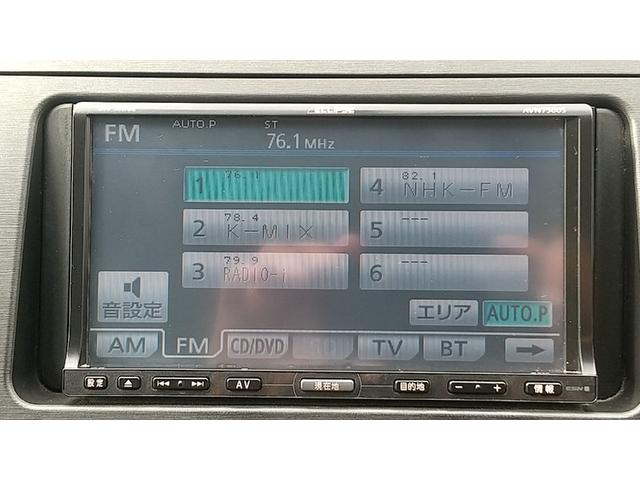 ECLIPSE
FM AUTO.P ST 76.1 MHz
1 76.1
4 82.1 NHK-FM
2 78.4 K-MIX
5 ---
3 79.9 RADIO-i
6 ---
音設定
エリア AUTO.P
AM FM CD/DVD TV BT
設定 AV 現在地 目的地 - + 情報